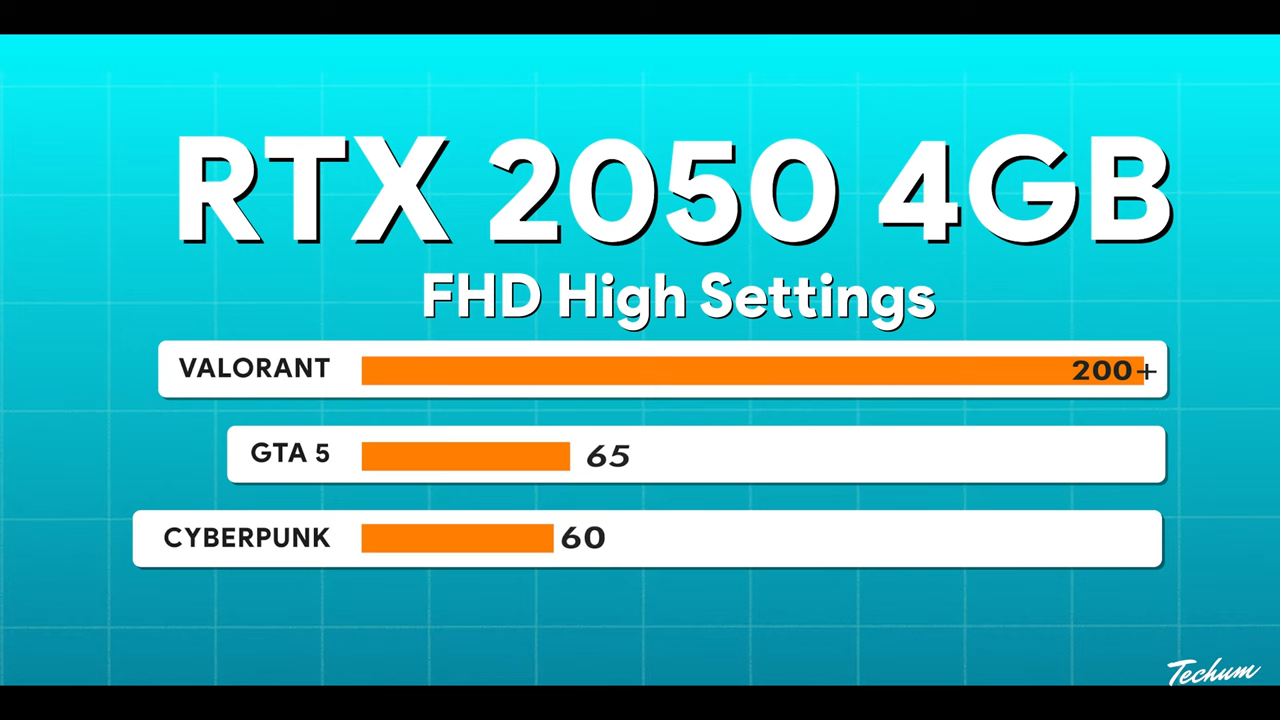 RTX 2050 4GB
FHD High Settings
VALORANT 200+
GTA 5 65
CYBERPUNK 60
Techum